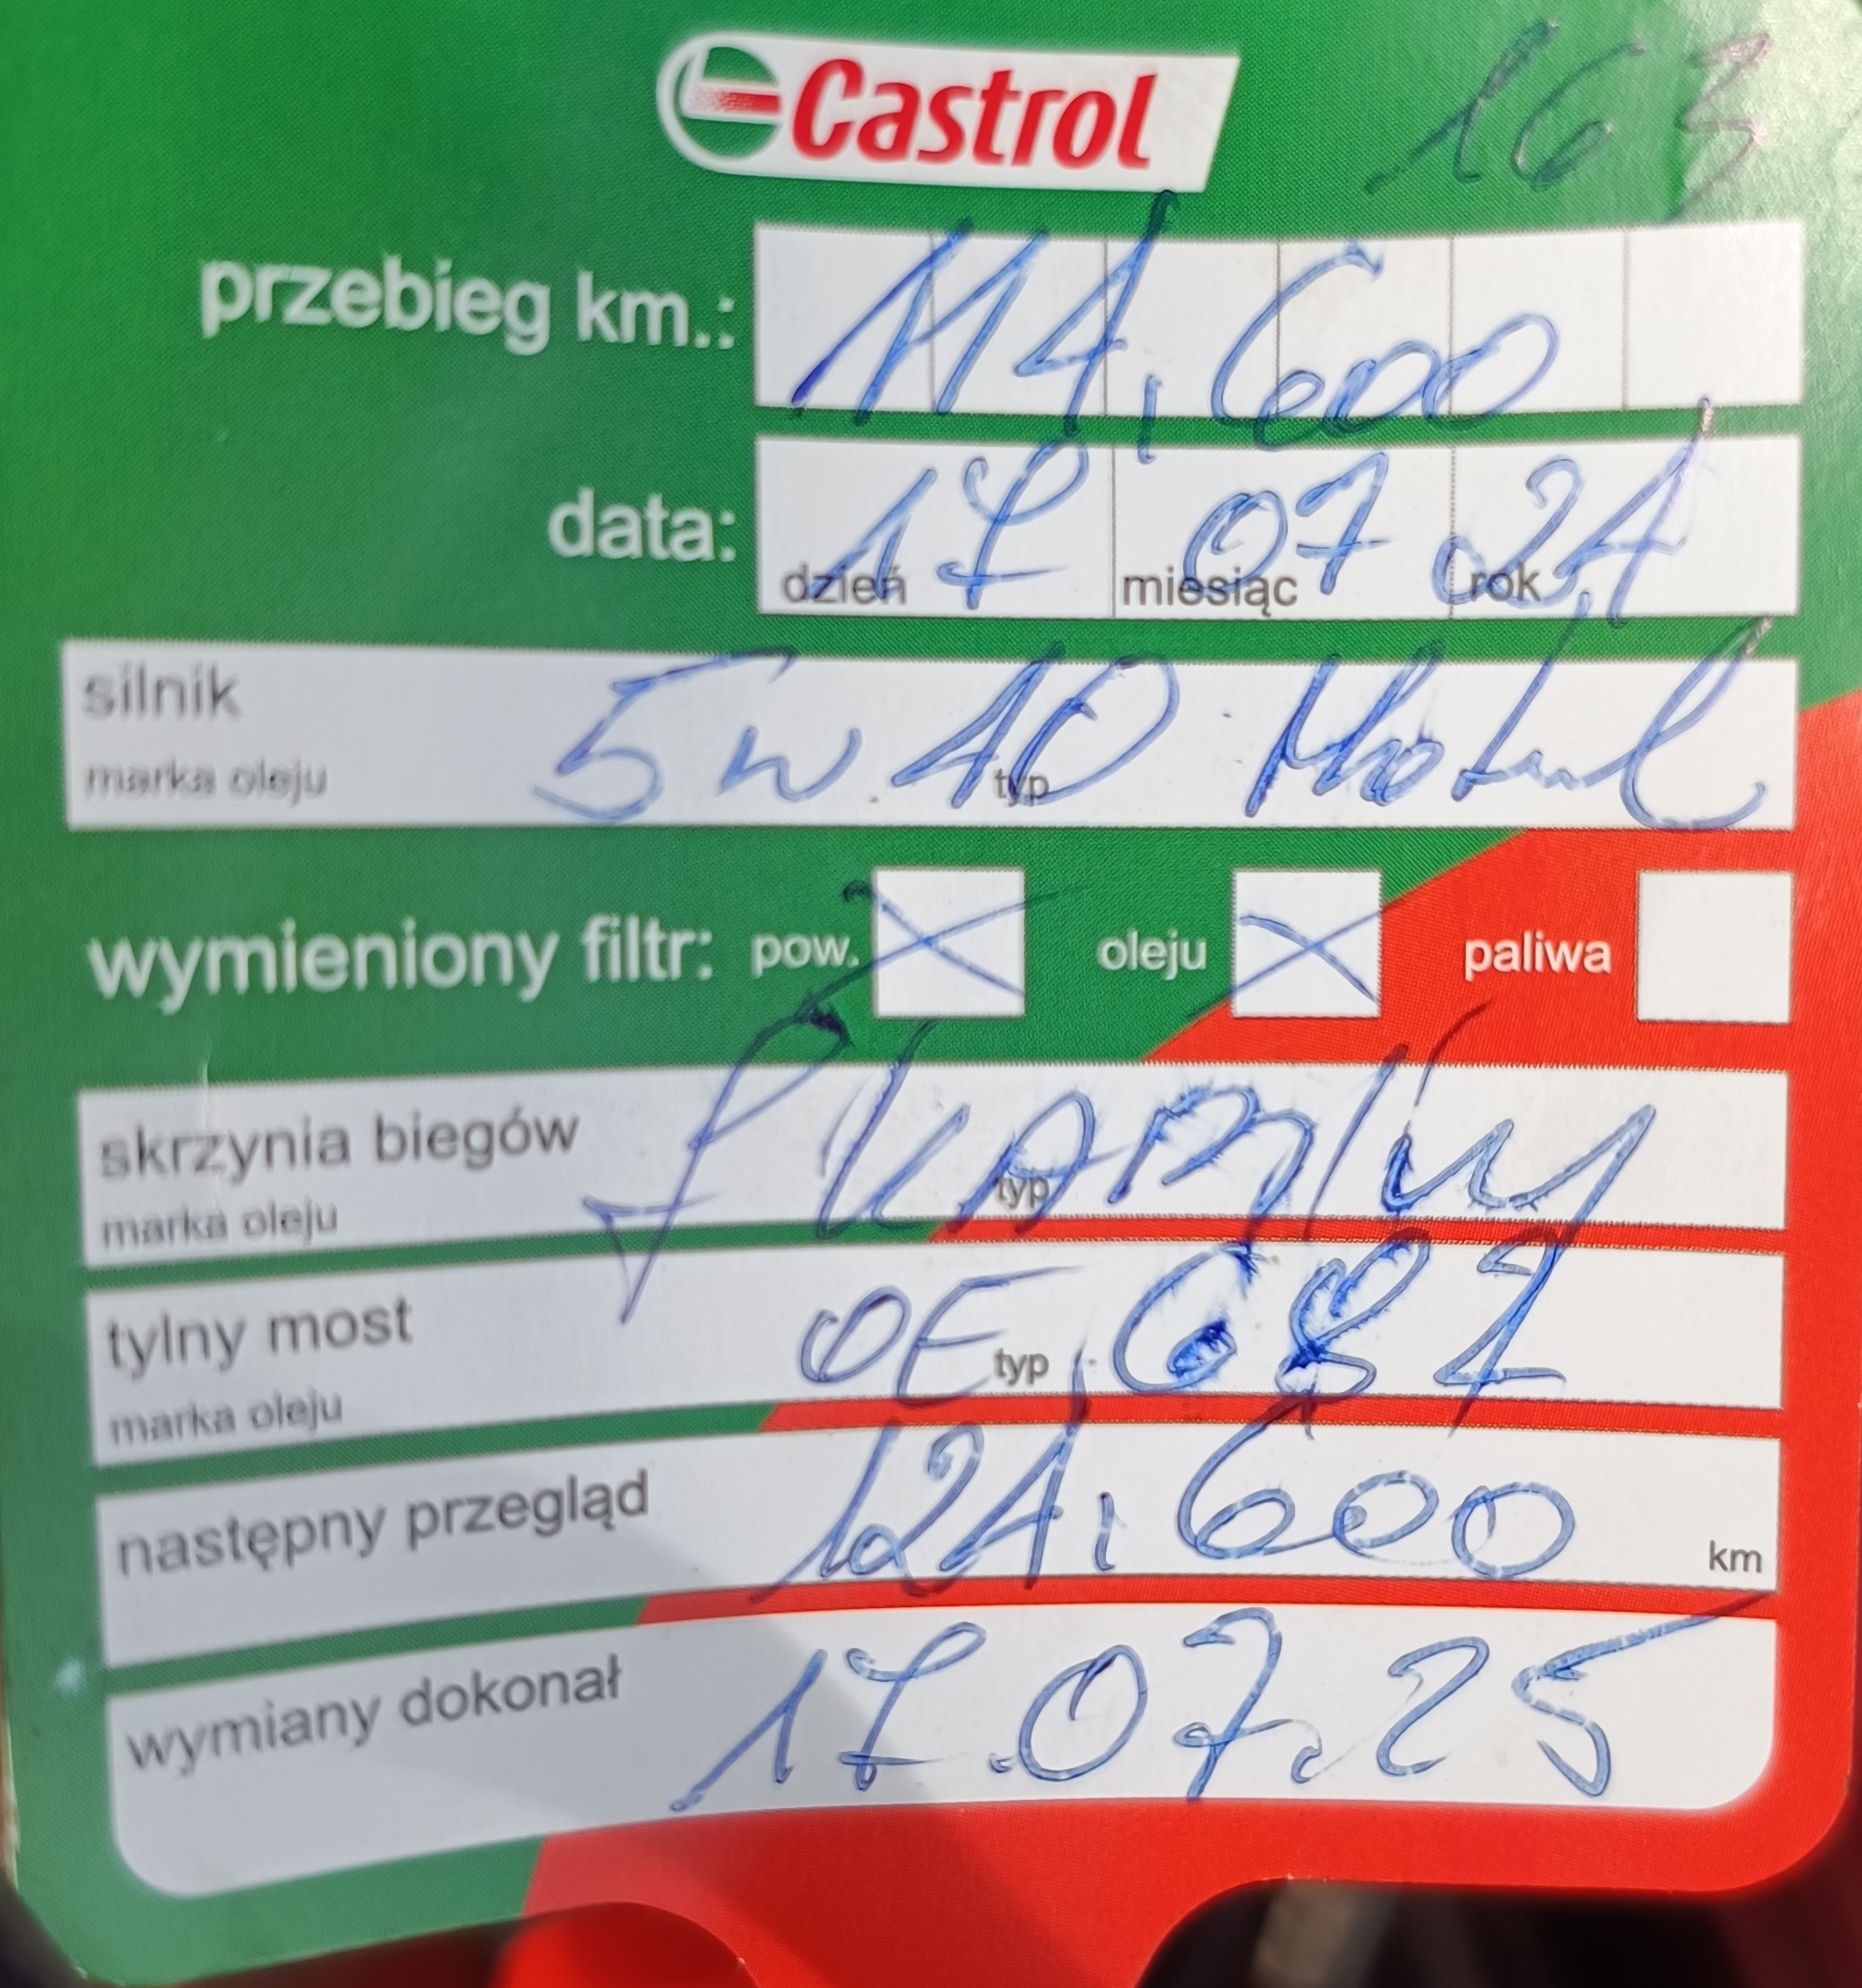 Castrol 163
przebieg km.: 114.600
data: 17 07 24
dzień miesiąc rok
silnik 5w40 Motul
marka oleju typ
wymieniony filtr: pow. X oleju X paliwa
skrzynia biegów
marka oleju typ
tylny most OE 687
marka oleju typ
następny przegląd 124.600 km
wymiany dokonał 17.07.25